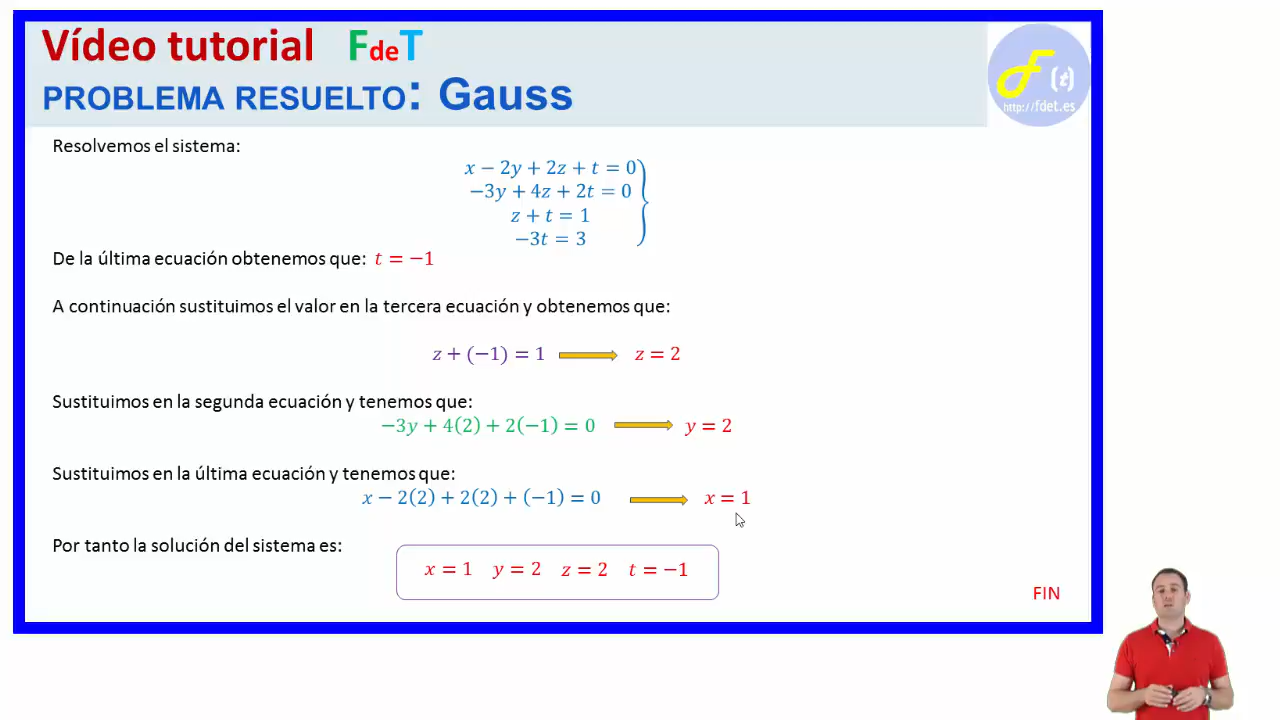 Vídeo tutorial FdeT
PROBLEMA RESUELTO: Gauss
f(t)
http://fdet.es
Resolvemos el sistema:
x − 2y + 2z + t = 0
−3y + 4z + 2t = 0
z + t = 1
−3t = 3
De la última ecuación obtenemos que: t = −1
A continuación sustituimos el valor en la tercera ecuación y obtenemos que:
z + (−1) = 1 z = 2
Sustituimos en la segunda ecuación y tenemos que:
−3y + 4(2) + 2(−1) = 0 y = 2
Sustituimos en la última ecuación y tenemos que:
x − 2(2) + 2(2) + (−1) = 0 x = 1
Por tanto la solución del sistema es:
x = 1 y = 2 z = 2 t = −1
FIN